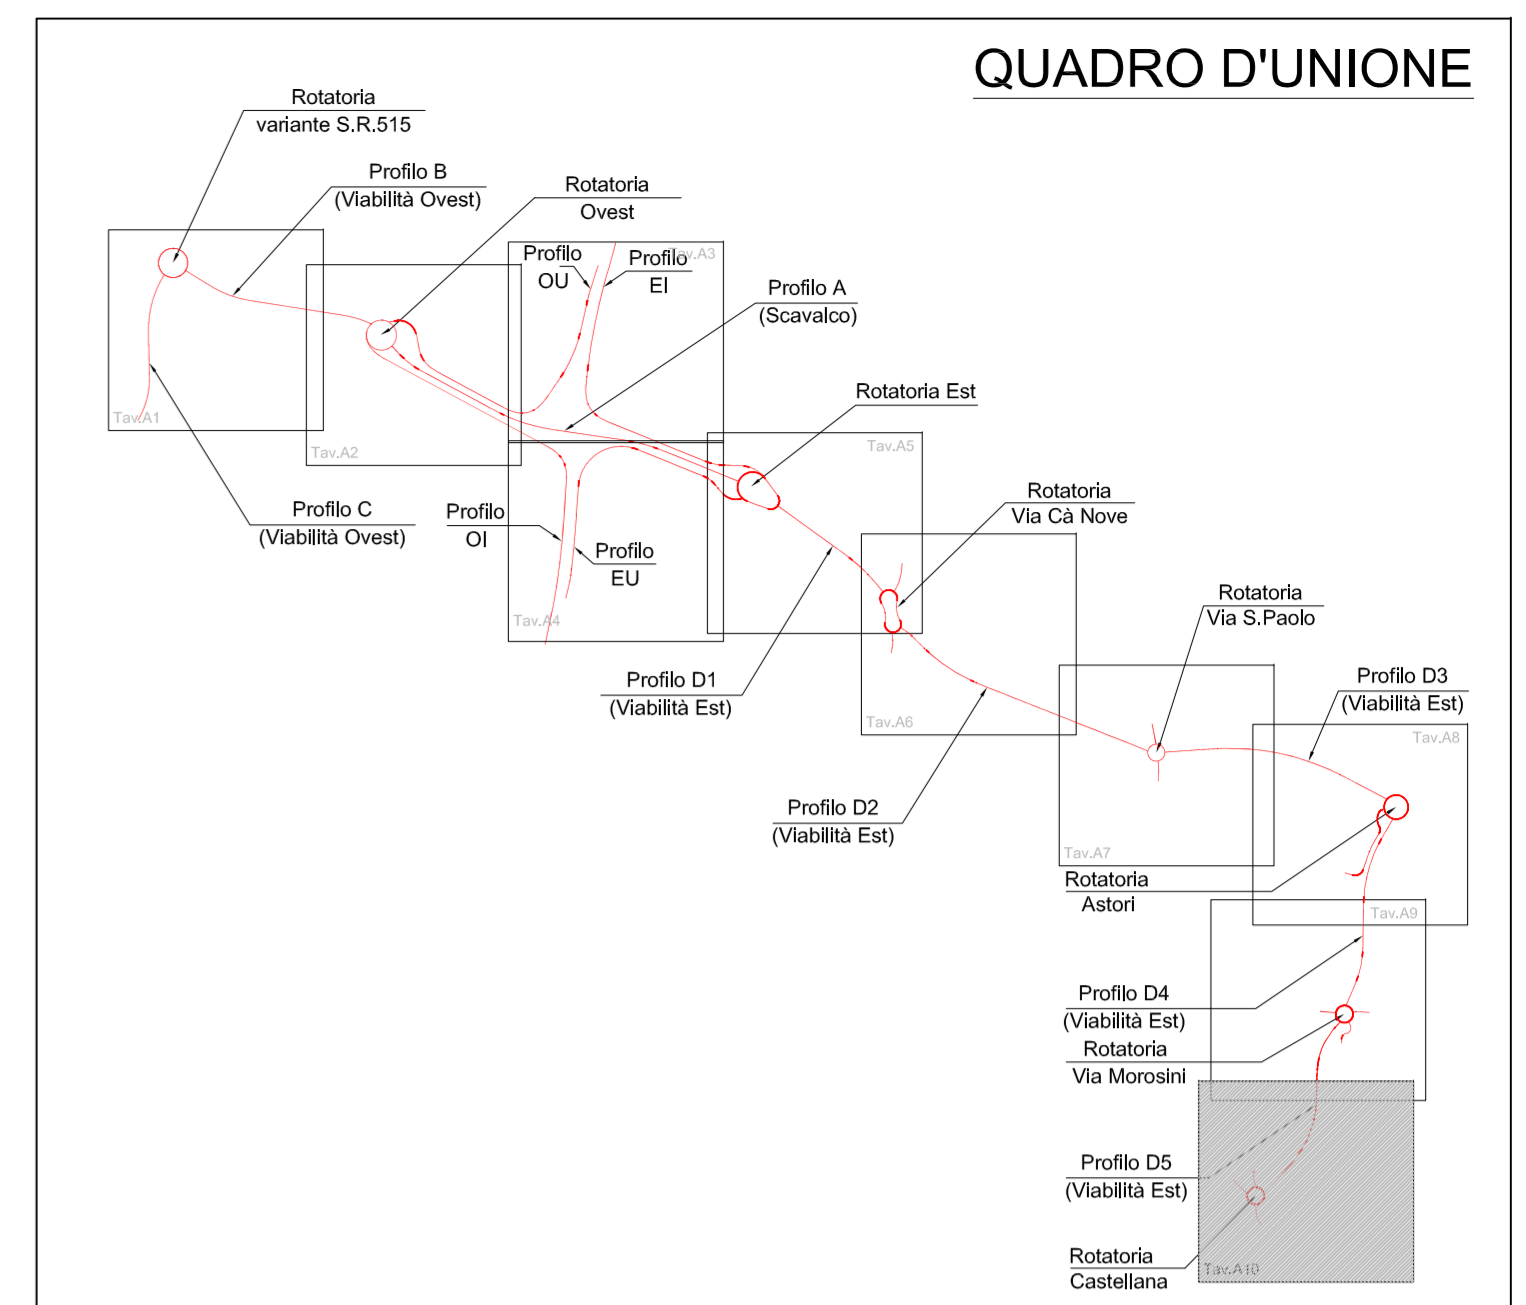 QUADRO D'UNIONE
Rotatoria
variante S.R.515
Profilo B
(Viabilità Ovest)
Rotatoria
Ovest
Profilo
OU
Tav.A3
Profilo
EI
Profilo A
(Scavalco)
Rotatoria Est
Tav.A1
Tav.A2
Tav.A5
Profilo C
(Viabilità Ovest)
Profilo
OI
Profilo
EU
Rotatoria
Via Cà Nove
Tav.A4
Rotatoria
Via S.Paolo
Profilo D1
(Viabilità Est)
Tav.A6
Profilo D3
(Viabilità Est)
Tav.A8
Profilo D2
(Viabilità Est)
Tav.A7
Rotatoria
Astori
Tav.A9
Profilo D4
(Viabilità Est)
Rotatoria
Via Morosini
Profilo D5
(Viabilità Est)
Rotatoria
Castellana
Tav.A10